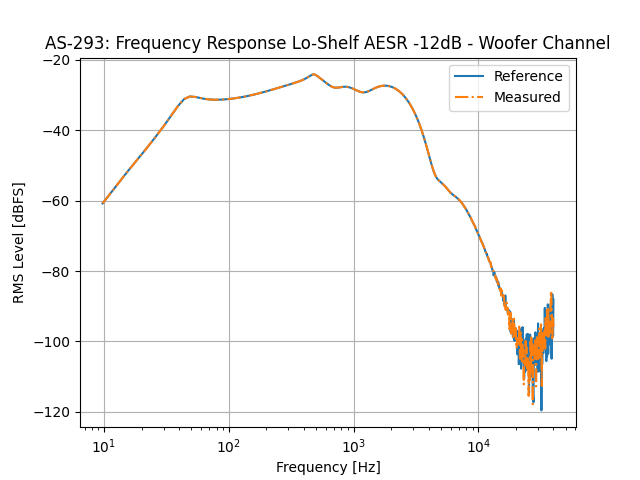 AS-293: Frequency Response Lo-Shelf AESR -12dB - Woofer Channel
Reference
Measured
RMS Level [dBFS]
−20
−40
−60
−80
−100
−120
10¹
10²
10³
10⁴
Frequency [Hz]